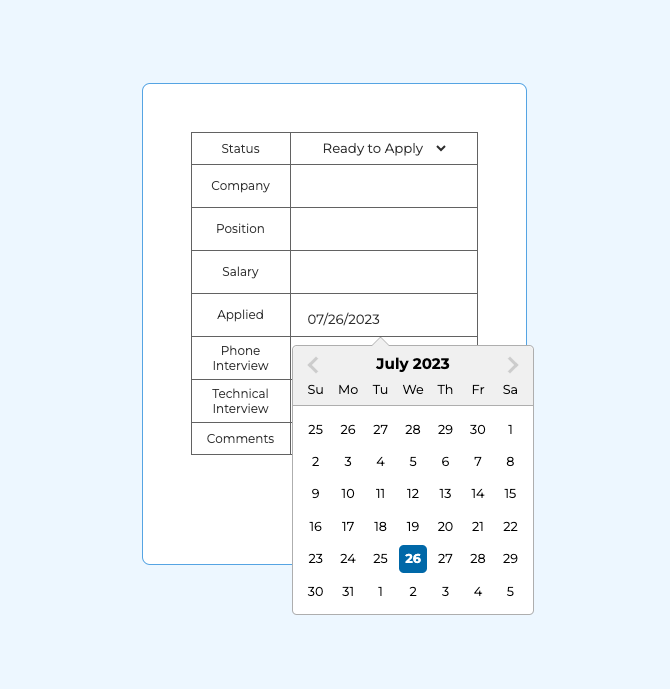 Status Ready to Apply
Company
Position
Salary
Applied 07/26/2023
Phone
Interview
Technical
Interview
Comments
July 2023
Su Mo Tu We Th Fr Sa
25 26 27 28 29 30 1
2 3 4 5 6 7 8
9 10 11 12 13 14 15
16 17 18 19 20 21 22
23 24 25 26 27 28 29
30 31 1 2 3 4 5